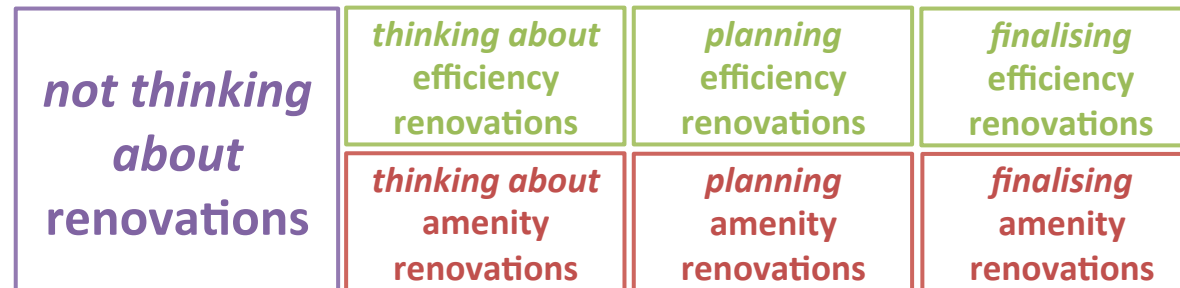 not thinking
about
renovations
thinking about
efficiency
renovations
planning
efficiency
renovations
finalising
efficiency
renovations
thinking about
amenity
renovations
planning
amenity
renovations
finalising
amenity
renovations